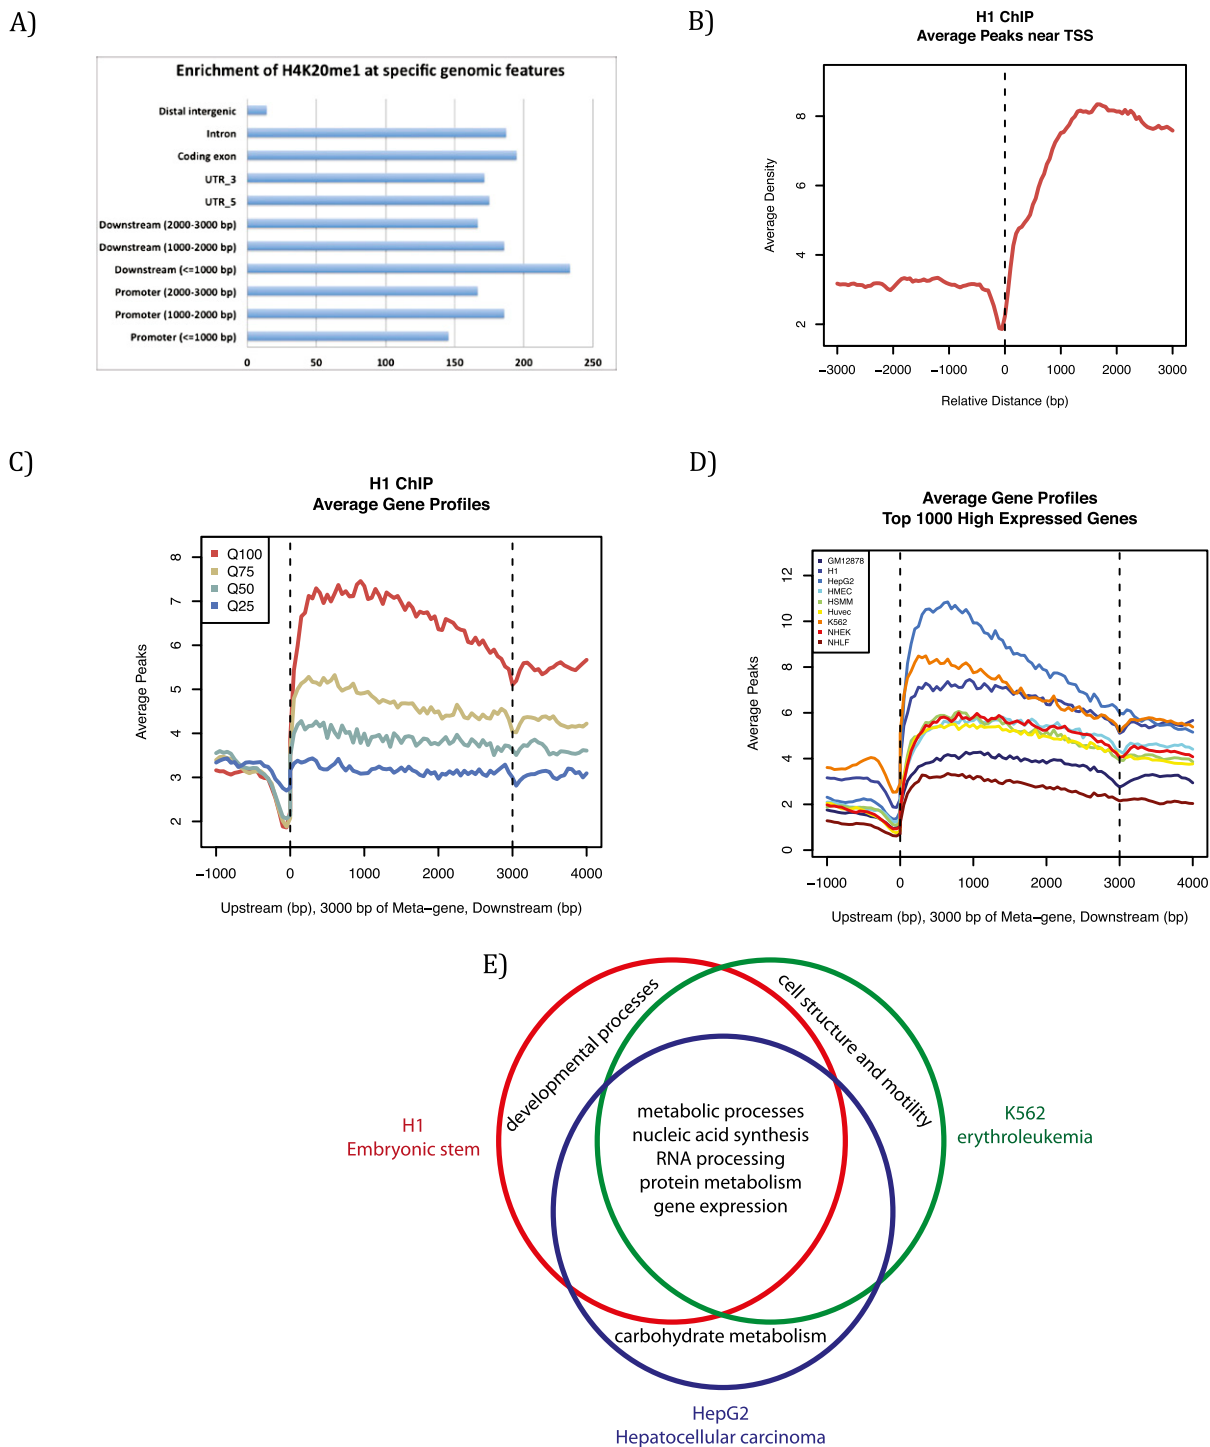 A)
Enrichment of H4K20me1 at specific genomic features
Distal intergenic
Intron
Coding exon
UTR_3
UTR_5
Downstream (2000-3000 bp)
Downstream (1000-2000 bp)
Downstream (<=1000 bp)
Promoter (2000-3000 bp)
Promoter (1000-2000 bp)
Promoter (<=1000 bp)
0 50 100 150 200 250
B)
H1 ChIP
Average Peaks near TSS
Average Density
8
6
4
2
−3000 −2000 −1000 0 1000 2000 3000
Relative Distance (bp)
C)
H1 ChIP
Average Gene Profiles
Q100
Q75
Q50
Q25
Average Peaks
8
7
6
5
4
3
2
−1000 0 1000 2000 3000 4000
Upstream (bp), 3000 bp of Meta−gene, Downstream (bp)
D)
Average Gene Profiles
Top 1000 High Expressed Genes
GM12878
H1
HepG2
HMEC
HSMM
Huvec
K562
NHEK
NHLF
Average Peaks
12
10
8
6
4
2
0
−1000 0 1000 2000 3000 4000
Upstream (bp), 3000 bp of Meta−gene, Downstream (bp)
E)
developmental processes
cell structure and motility
H1
Embryonic stem
metabolic processes
nucleic acid synthesis
RNA processing
protein metabolism
gene expression
K562
erythroleukemia
carbohydrate metabolism
HepG2
Hepatocellular carcinoma